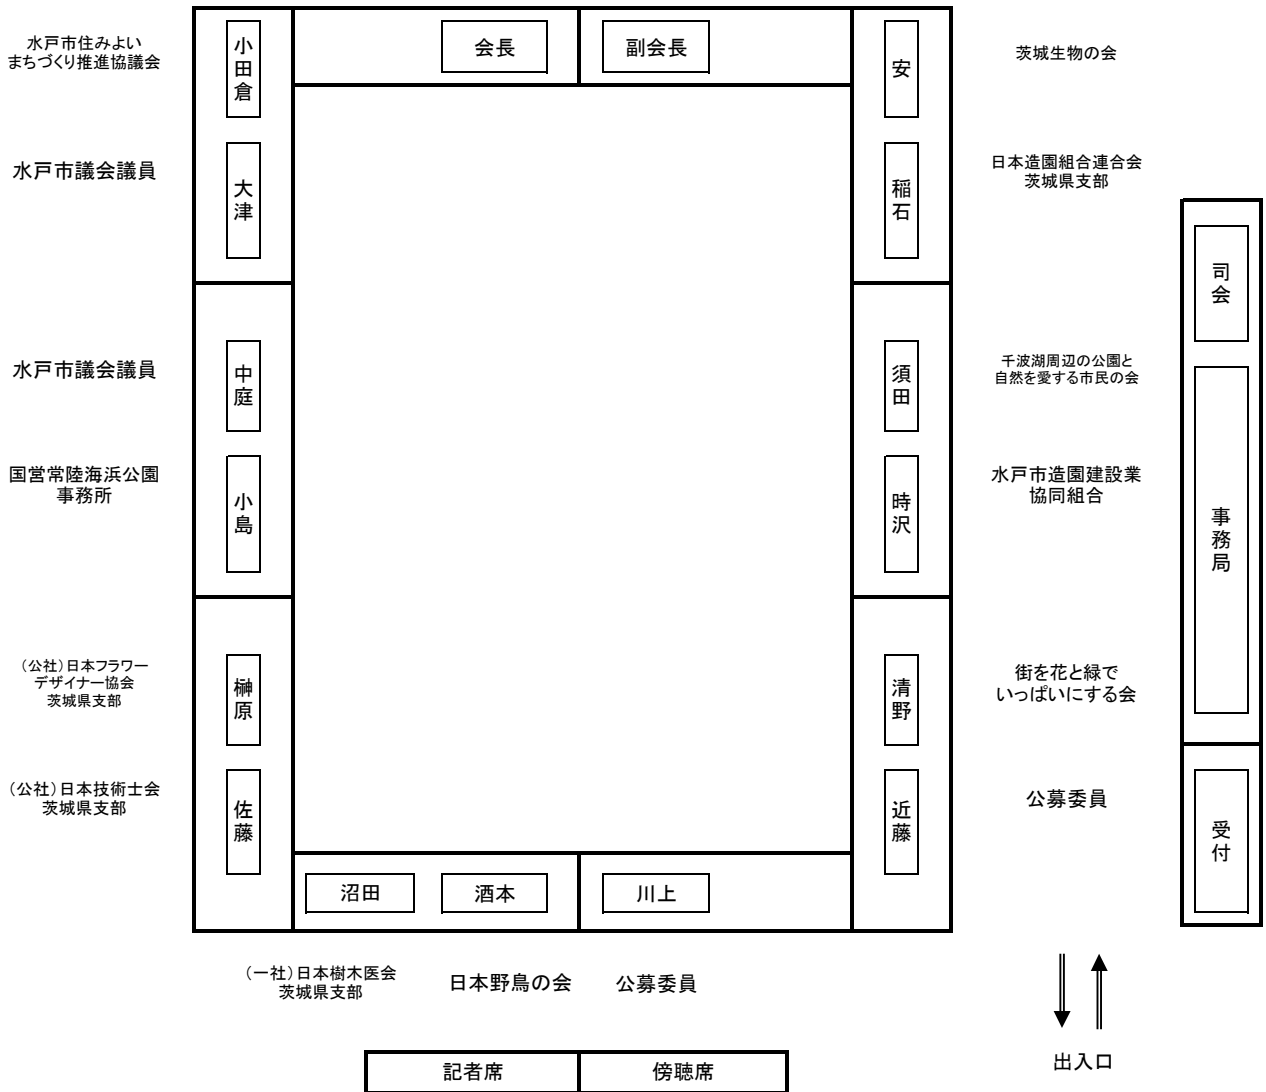 水戸市住みよい
まちづくり推進協議会
小田倉
会長
副会長
安
茨城生物の会
水戸市議会議員
大津
稲石
日本造園組合連合会
茨城県支部
司会
水戸市議会議員
中庭
須田
千波湖周辺の公園と
自然を愛する市民の会
国営常陸海浜公園
事務所
小島
時沢
水戸市造園建設業
協同組合
事務局
（公社）日本フラワー
デザイナー協会
茨城県支部
榊原
清野
街を花と緑で
いっぱいにする会
（公社）日本技術士会
茨城県支部
佐藤
近藤
公募委員
受付
沼田
酒本
川上
（一社）日本樹木医会
茨城県支部
日本野鳥の会
公募委員
出入口
記者席
傍聴席